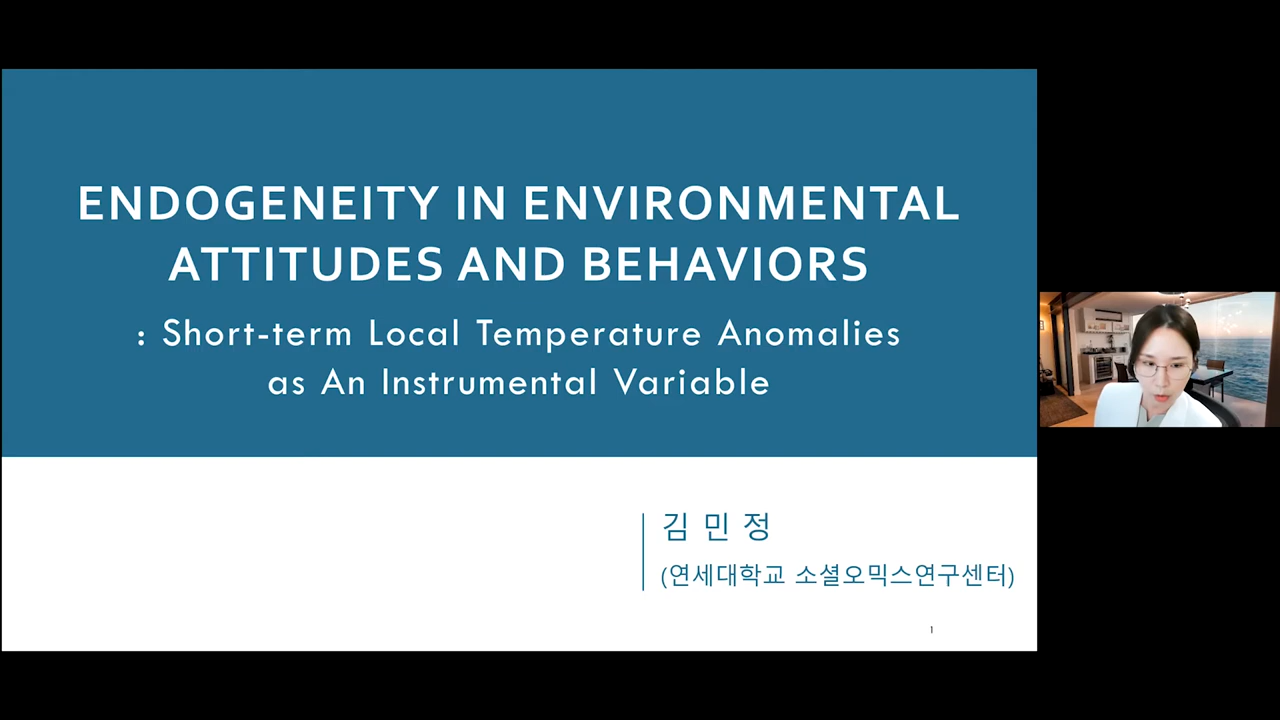 ENDOGENEITY IN ENVIRONMENTAL
ATTITUDES AND BEHAVIORS
: Short-term Local Temperature Anomalies
as An Instrumental Variable
김 민 정
(연세대학교 소셜오믹스연구센터)
1